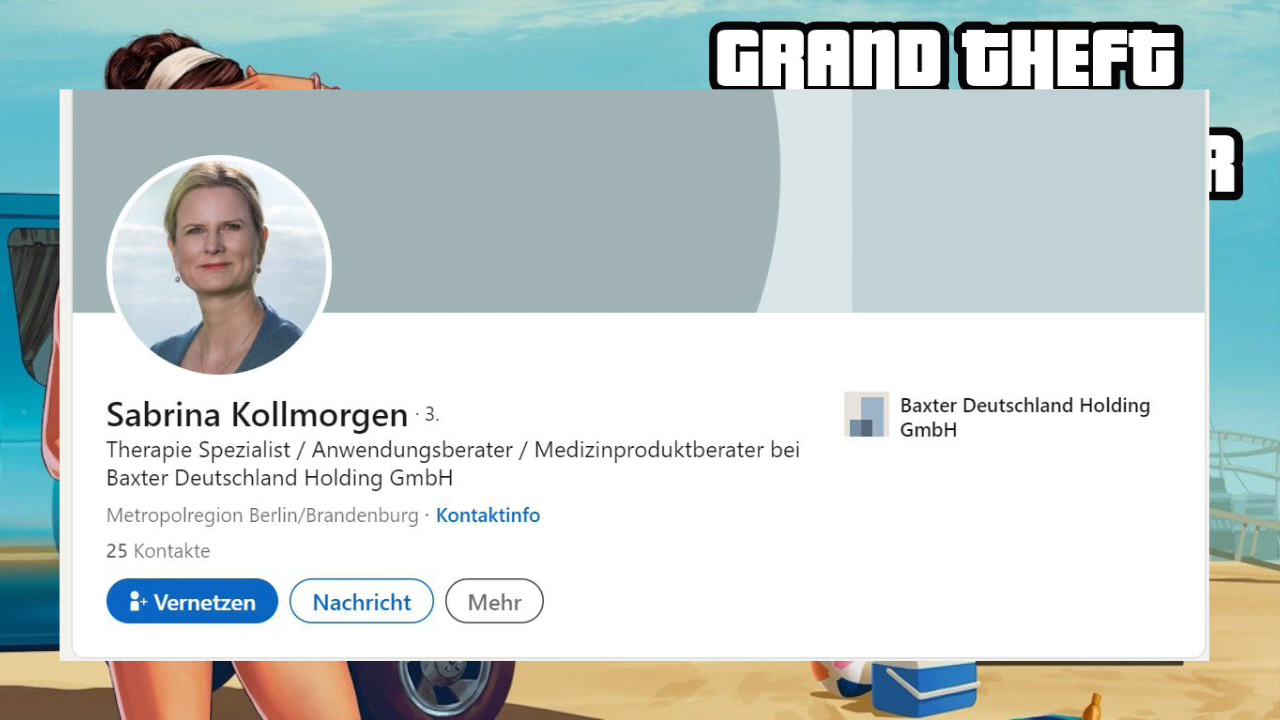 GRAND THEFT
R
Sabrina Kollmorgen · 3.
Therapie Spezialist / Anwendungsberater / Medizinproduktberater bei
Baxter Deutschland Holding GmbH
Metropolregion Berlin/Brandenburg · Kontaktinfo
25 Kontakte
Vernetzen Nachricht Mehr
Baxter Deutschland Holding
GmbH